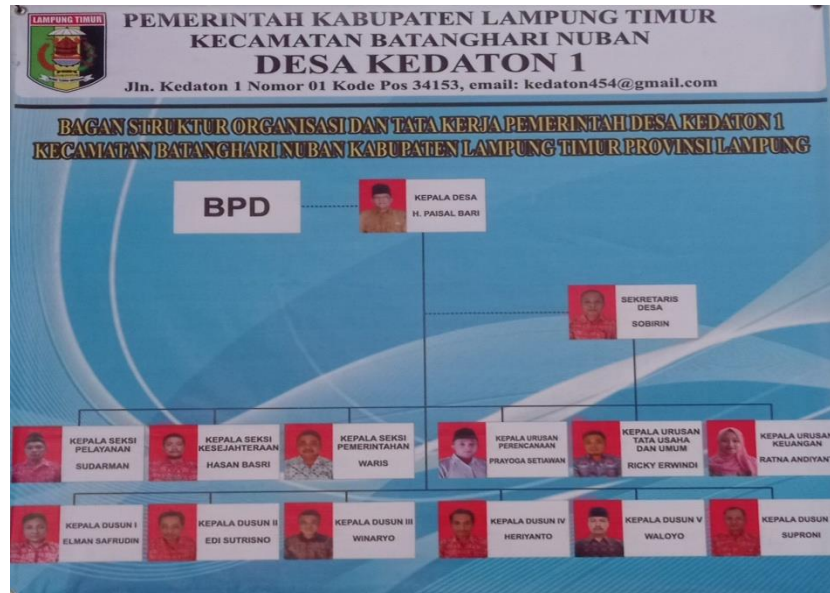 LAMPUNG TIMUR
PEMERINTAH KABUPATEN LAMPUNG TIMUR
KECAMATAN BATANGHARI NUBAN
DESA KEDATON 1
Jln. Kedaton 1 Nomor 01 Kode Pos 34153, email: kedaton454@gmail.com
BAGAN STRUKTUR ORGANISASI DAN TATA KERJA PEMERINTAH DESA KEDATON 1
KECAMATAN BATANGHARI NUBAN KABUPATEN LAMPUNG TIMUR PROVINSI LAMPUNG
BPD
KEPALA DESA
H. PAISAL BARI
SEKRETARIS
DESA
SOBIRIN
KEPALA SEKSI
PELAYANAN
SUDARMAN
KEPALA SEKSI
KESEJAHTERAAN
HASAN BASRI
KEPALA SEKSI
PEMERINTAHAN
WARIS
KEPALA URUSAN
PERENCANAAN
PRAYOGA SETIAWAN
KEPALA URUSAN
TATA USAHA
DAN UMUM
RICKY ERWINDI
KEPALA URUSAN
KEUANGAN
RATNA ANDIYAN
KEPALA DUSUN I
ELMAN SAFRUDIN
KEPALA DUSUN II
EDI SUTRISNO
KEPALA DUSUN III
WINARYO
KEPALA DUSUN IV
HERIYANTO
KEPALA DUSUN V
WALOYO
KEPALA DUSUN
SUPRONI